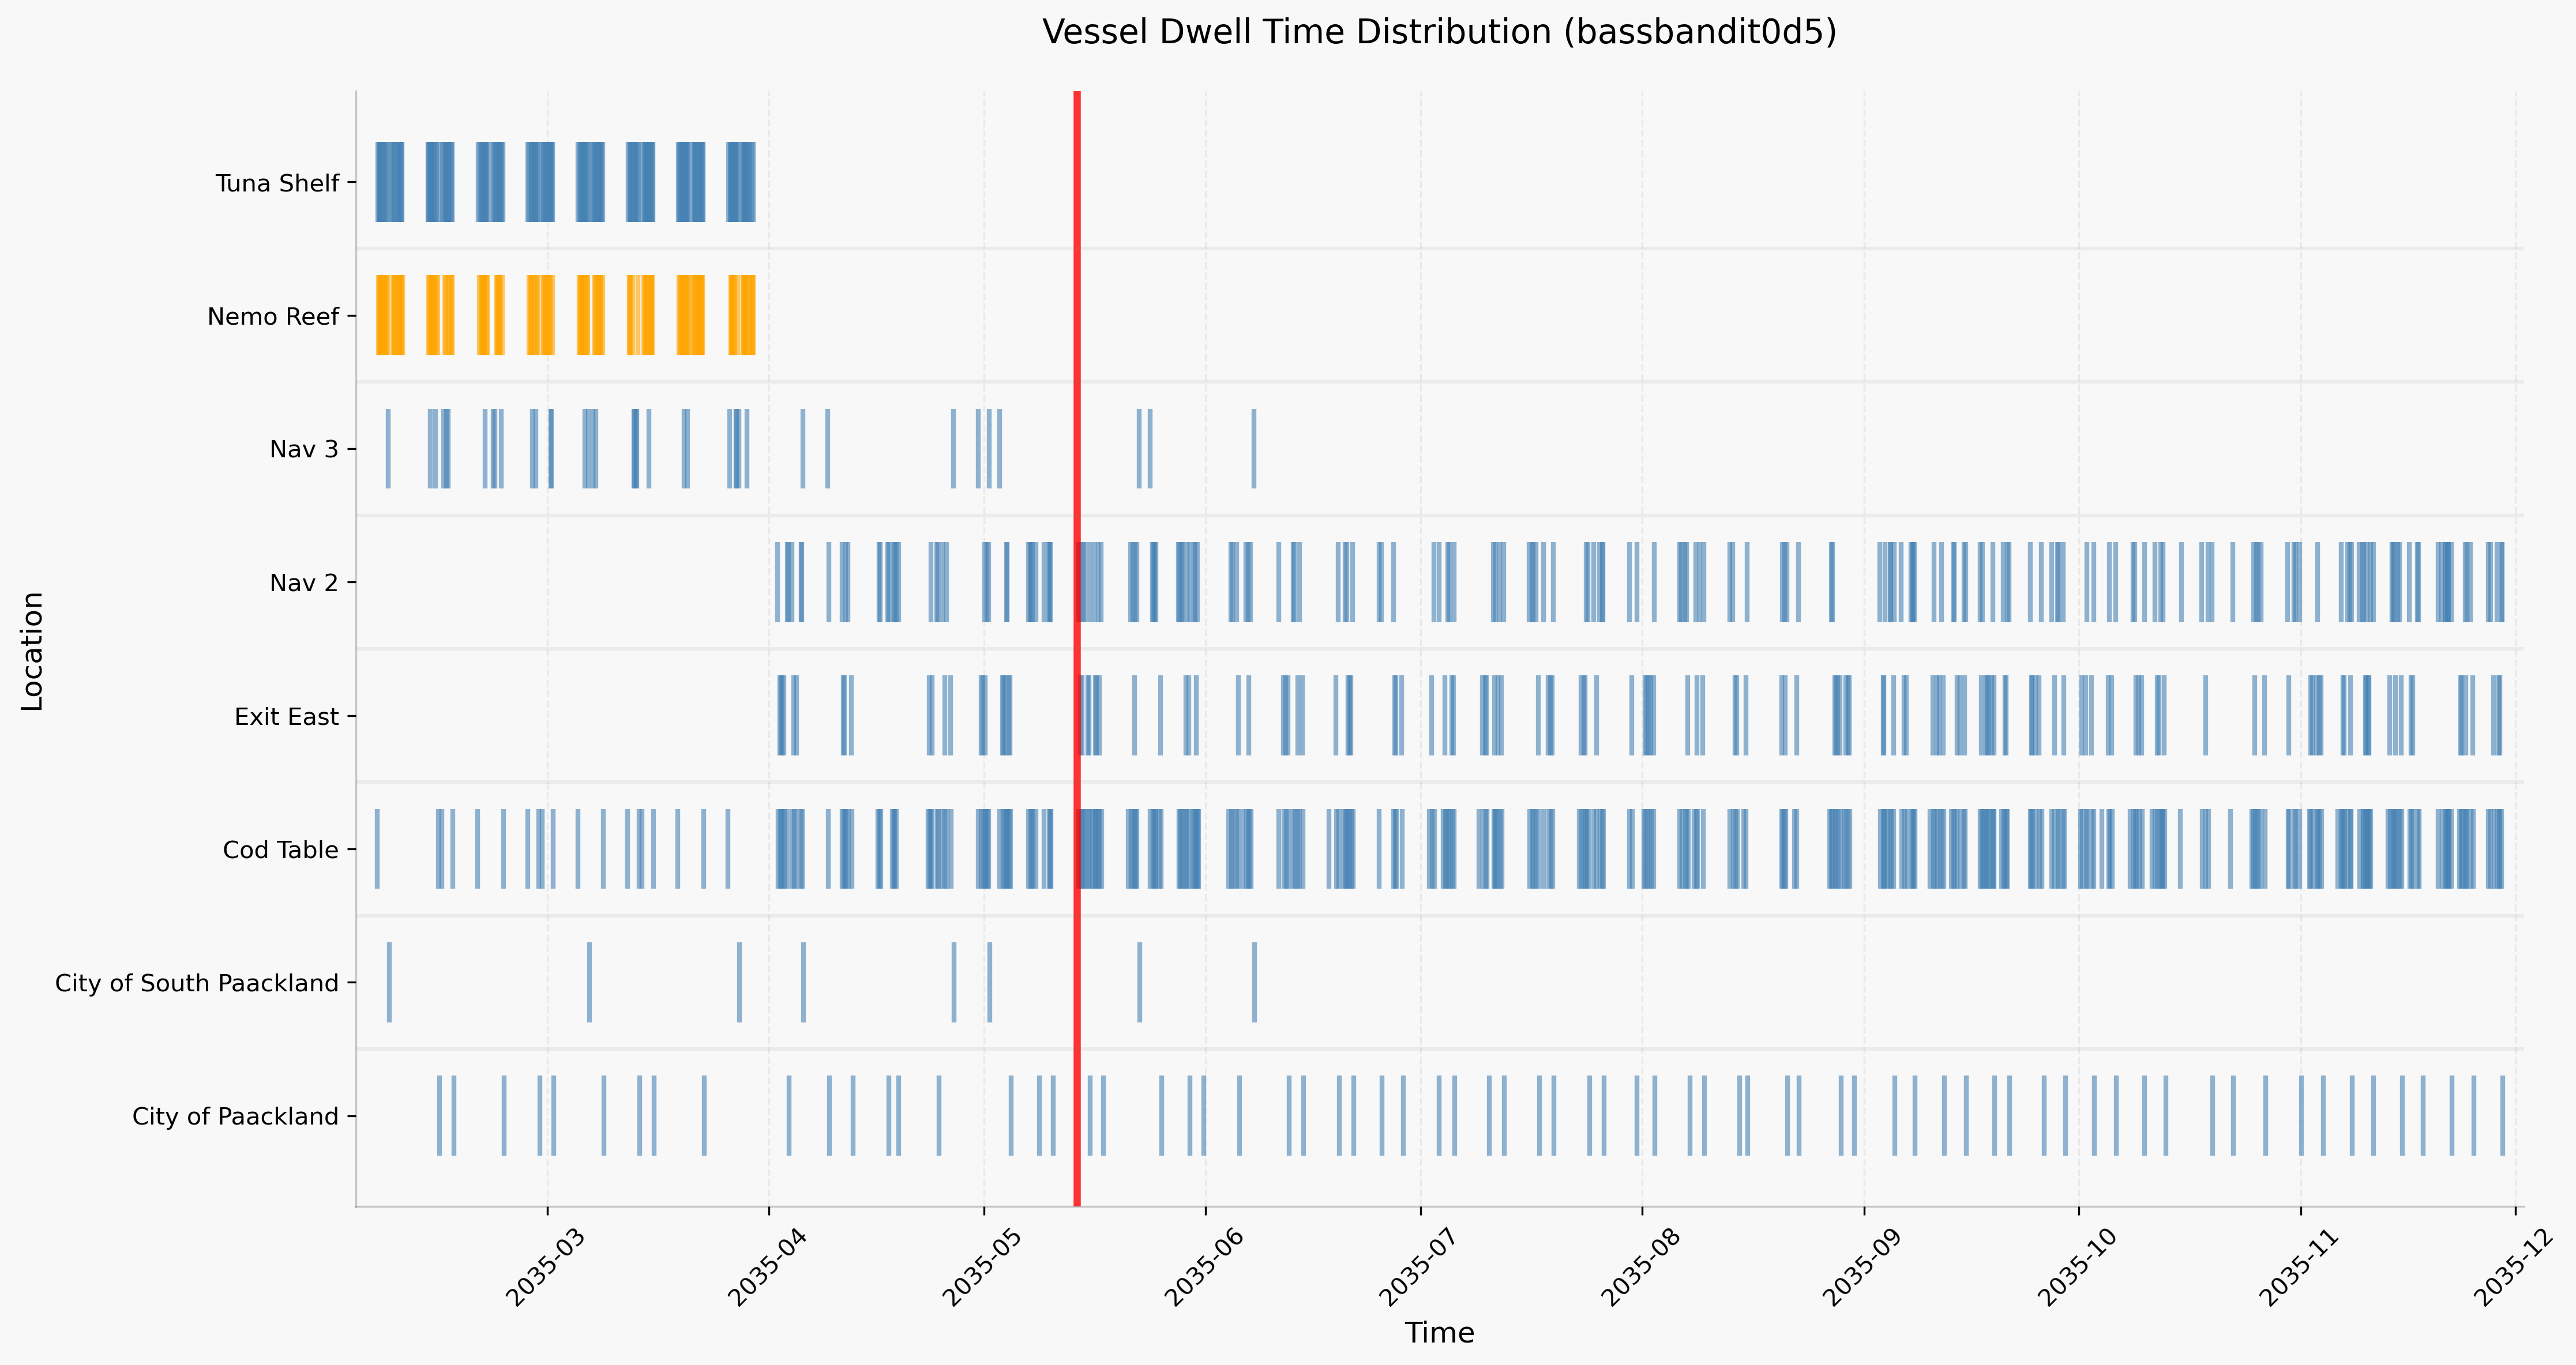 Vessel Dwell Time Distribution (bassbandit0d5)
Location
Tuna Shelf
Nemo Reef
Nav 3
Nav 2
Exit East
Cod Table
City of South Paackland
City of Paackland
2035-03
2035-04
2035-05
2035-06
2035-07
2035-08
2035-09
2035-10
2035-11
2035-12
Time